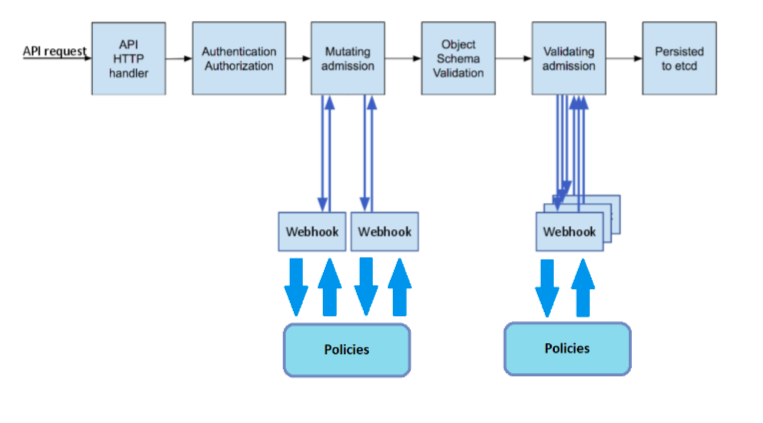 API request
API
HTTP
handler
Authentication
Authorization
Mutating
admission
Object
Schema
Validation
Validating
admission
Persisted
to etcd
Webhook
Webhook
Webhook
Policies
Policies